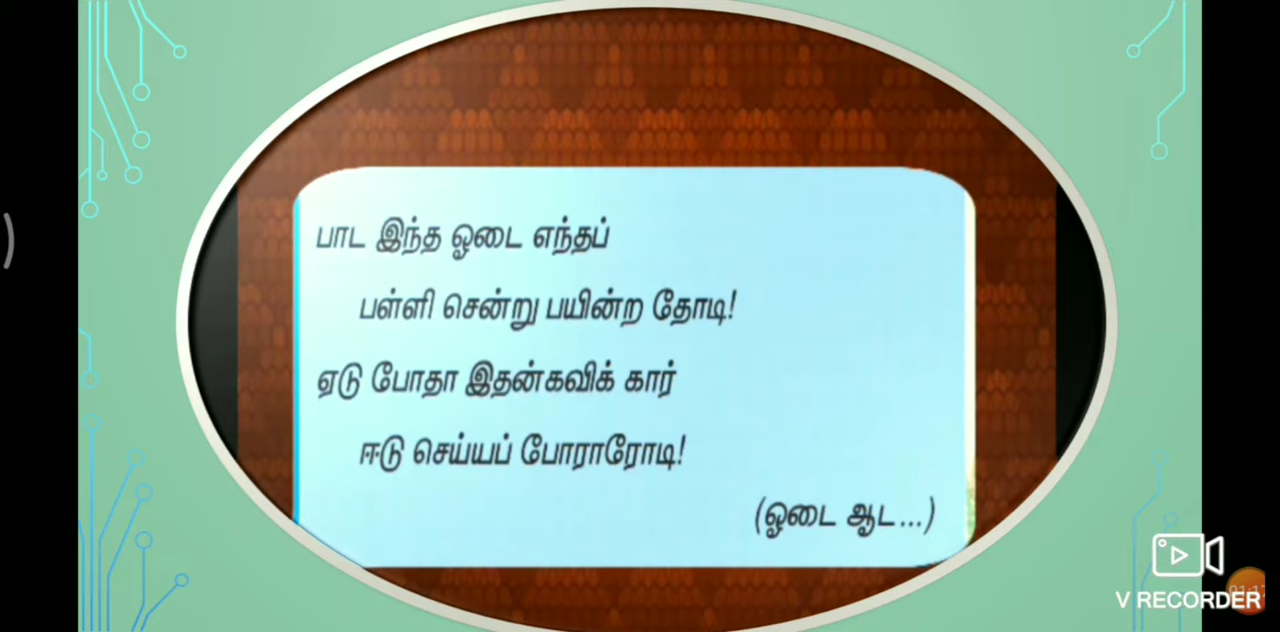 பாட இந்த ஓடை எந்தப்
பள்ளி சென்று பயின்ற தோடி!
ஏடு போதா இதன்கவிக் கார்
ஈடு செய்யப் போராரோடி!
(ஓடை ஆட...)
V RECORDER